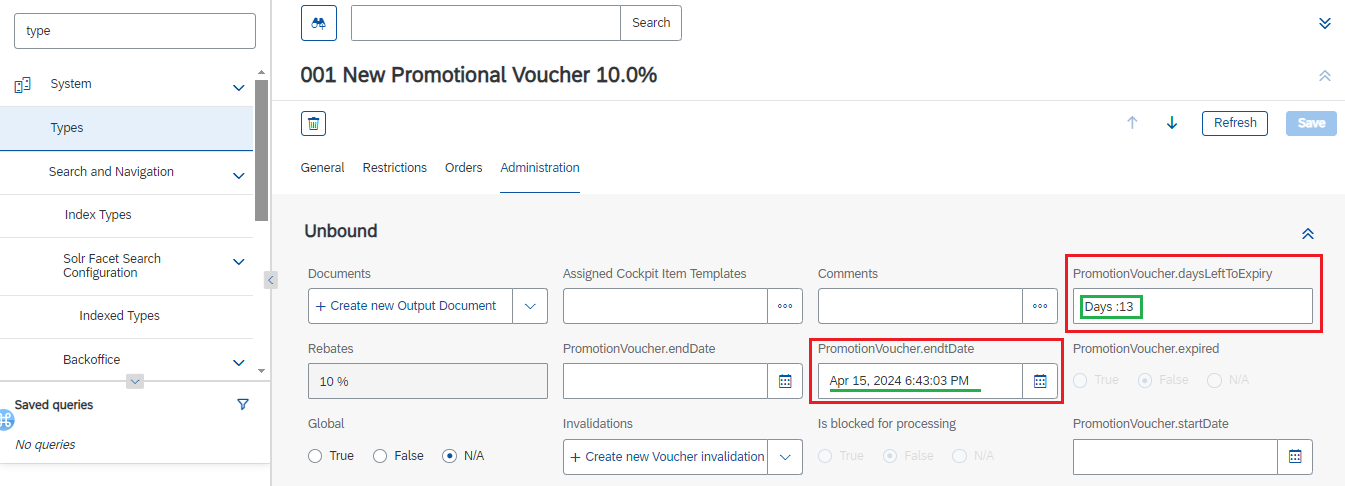 type
System
Types
Search and Navigation
Index Types
Solr Facet Search
Configuration
Indexed Types
Backoffice
Saved queries
No queries
Search
001 New Promotional Voucher 10.0%
Refresh
Save
General
Restrictions
Orders
Administration
Unbound
Documents
Assigned Cockpit Item Templates
Comments
PromotionVoucher.daysLeftToExpiry
+ Create new Output Document
Days :13
Rebates
PromotionVoucher.endDate
PromotionVoucher.endtDate
PromotionVoucher.expired
10 %
Apr 15, 2024 6:43:03 PM
True
False
N/A
Global
Invalidations
Is blocked for processing
PromotionVoucher.startDate
True
False
N/A
+ Create new Voucher invalidation
True
False
N/A